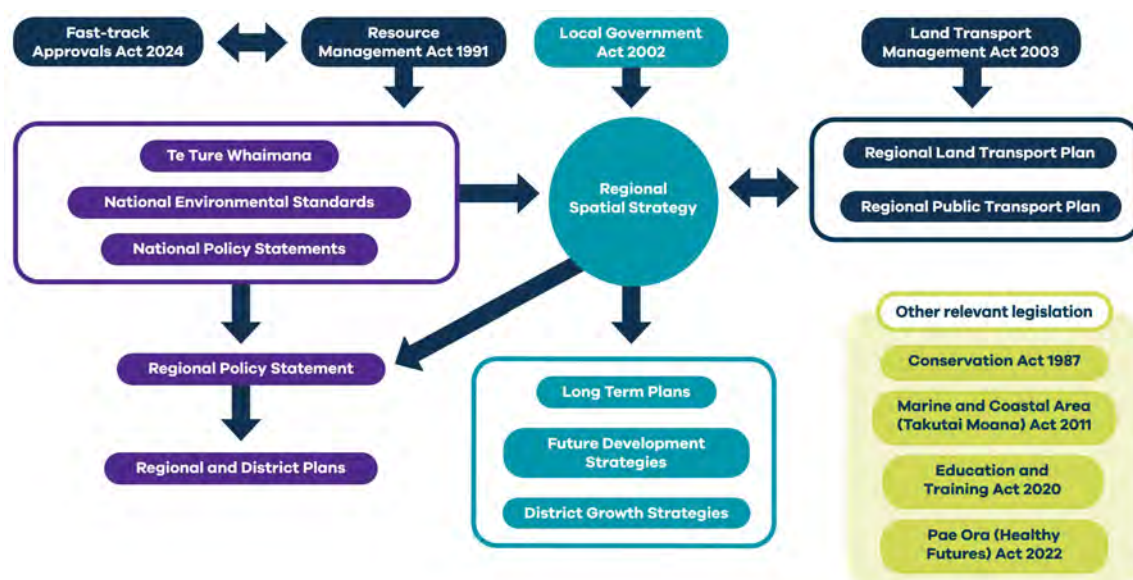 Fast-track
Approvals Act 2024
Resource
Management Act 1991
Local Government
Act 2002
Land Transport
Management Act 2003
Te Ture Whaimana
National Environmental Standards
National Policy Statements
Regional
Spatial Strategy
Regional Land Transport Plan
Regional Public Transport Plan
Regional Policy Statement
Regional and District Plans
Long Term Plans
Future Development
Strategies
District Growth Strategies
Other relevant legislation
Conservation Act 1987
Marine and Coastal Area
(Takutai Moana) Act 2011
Education and
Training Act 2020
Pae Ora (Healthy
Futures) Act 2022